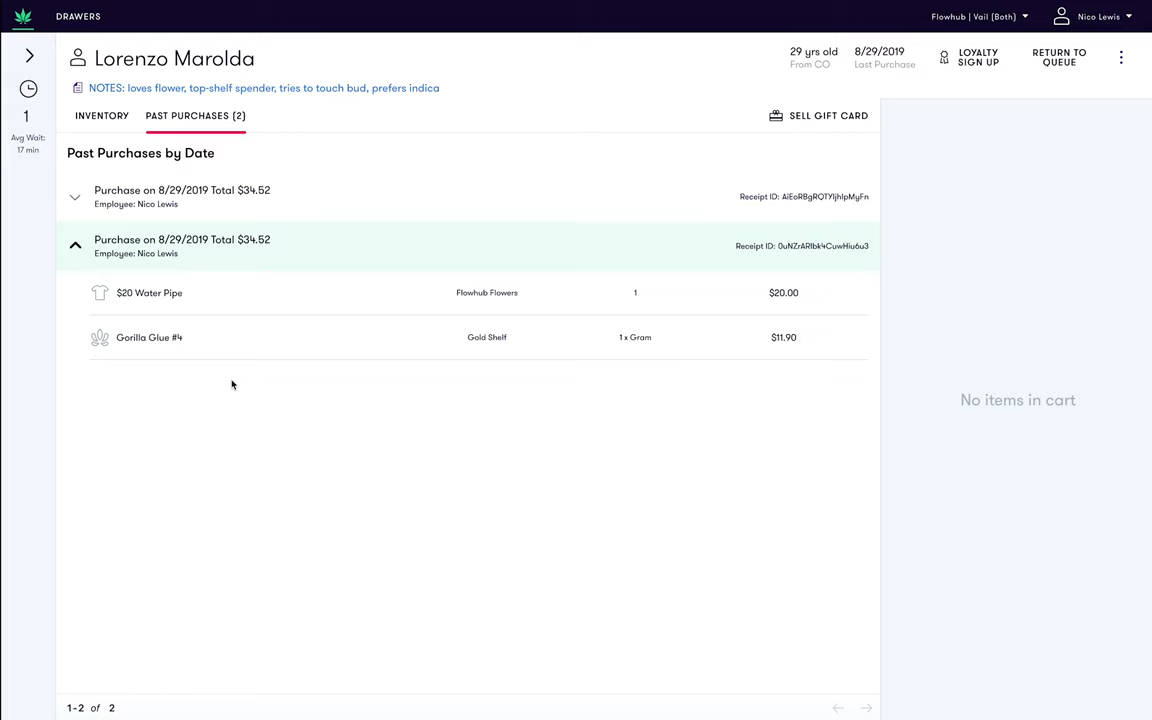 DRAWERS
Flowhub | Vail (Both)
Nico Lewis
Lorenzo Marolda
29 yrs old
From CO
8/29/2019
Last Purchase
LOYALTY
SIGN UP
RETURN TO
QUEUE
NOTES: loves flower, top-shelf spender, tries to touch bud, prefers indica
1
Avg Wait:
17 min
INVENTORY
PAST PURCHASES (2)
SELL GIFT CARD
Past Purchases by Date
Purchase on 8/29/2019 Total $34.52
Employee: Nico Lewis
Purchase on 8/29/2019 Total $34.52
Employee: Nico Lewis
Receipt ID:
Receipt ID:
$20 Water Pipe Flowhub Flowers 1 $20.00
Gorilla Glue #4 Gold Shelf 1 x Gram $11.90
No items in cart
1-2 of 2